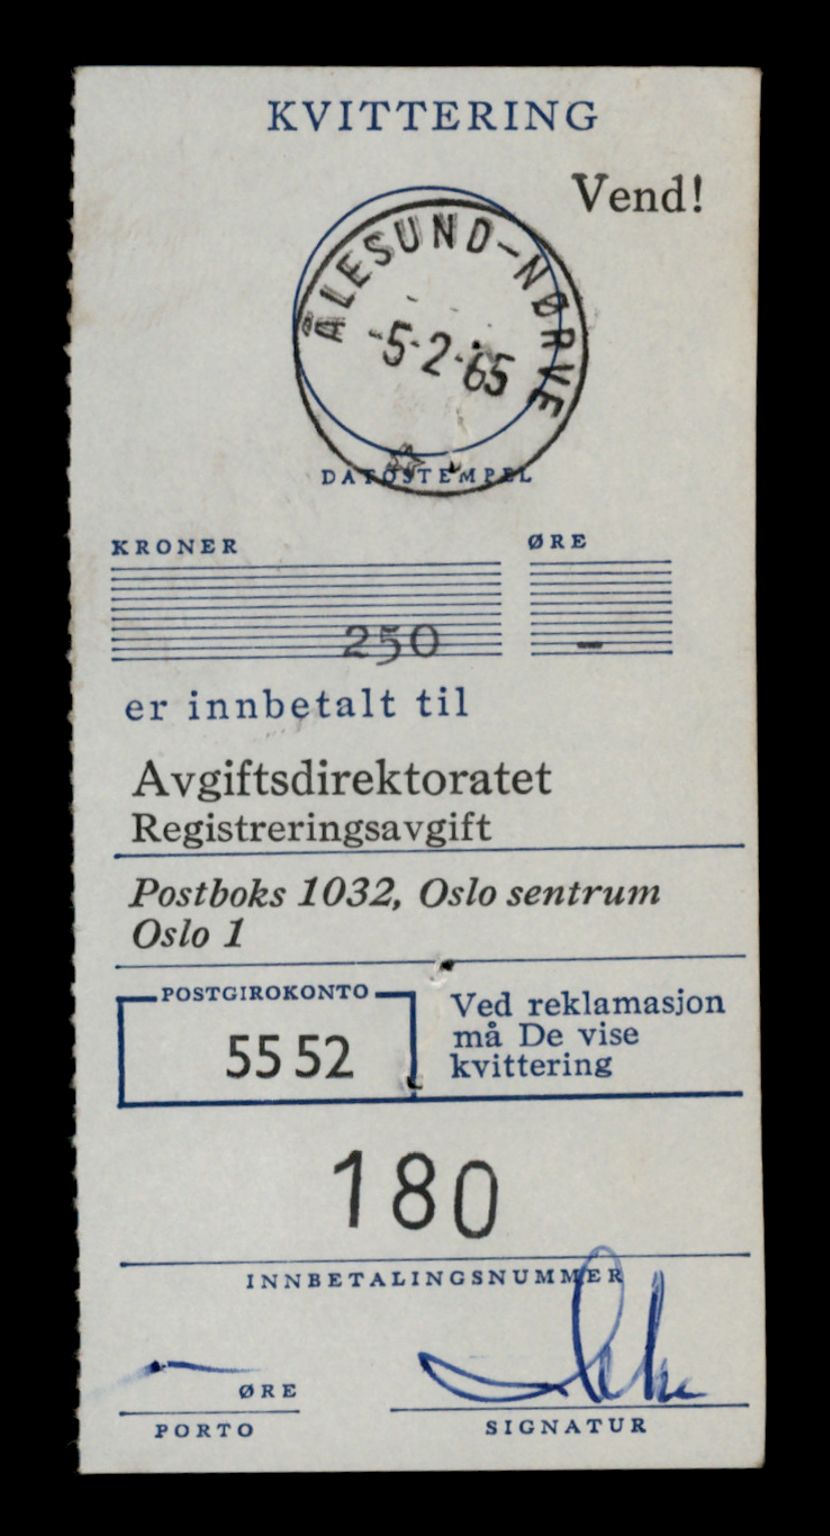 KVITTERING
Vend!
ÅLESUND-NØRVE
-5-2-65
DATOSTEMPEL
KRONER ØRE
250 -
er innbetalt til
Avgiftsdirektoratet
Registreringsavgift
Postboks 1032, Oslo sentrum
Oslo 1
POSTGIROKONTO
55 52
Ved reklamasjon
må De vise
kvittering
180
INNBETALINGSNUMMER
ØRE
PORTO
SIGNATUR